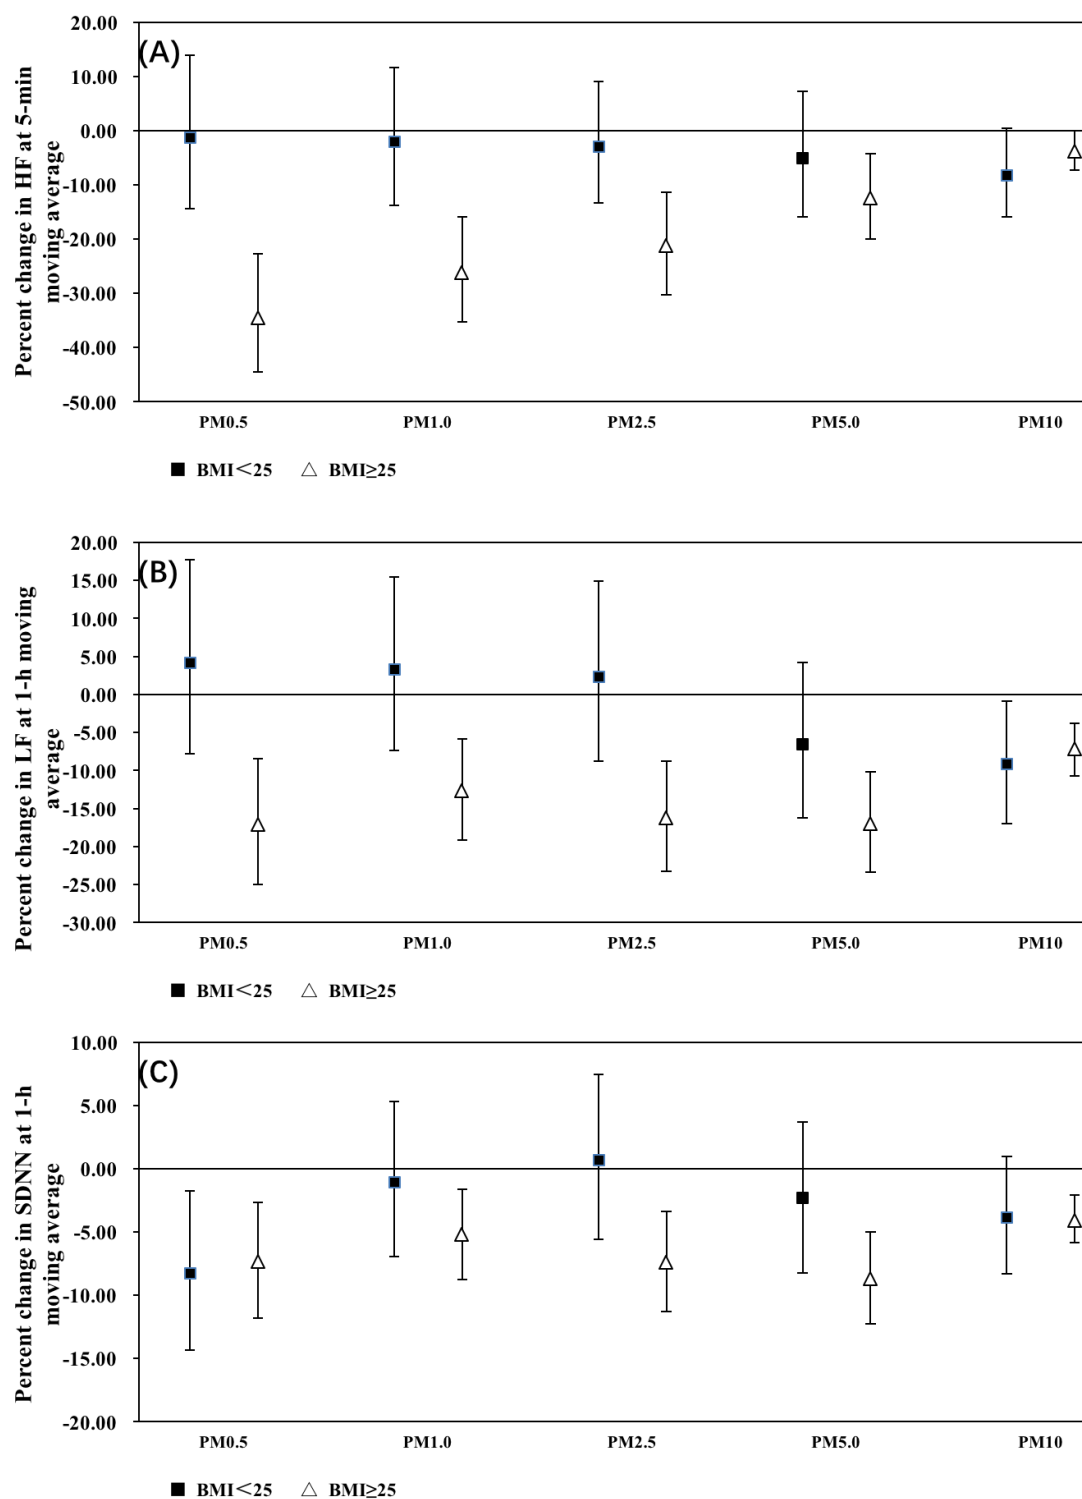 (A)
Percent change in HF at 5-min
moving average
20.00
10.00
0.00
-10.00
-20.00
-30.00
-40.00
-50.00
PM0.5 PM1.0 PM2.5 PM5.0 PM10
BMI<25 BMI≥25
(B)
Percent change in LF at 1-h moving
average
20.00
15.00
10.00
5.00
0.00
-5.00
-10.00
-15.00
-20.00
-25.00
-30.00
PM0.5 PM1.0 PM2.5 PM5.0 PM10
BMI<25 BMI≥25
(C)
Percent change in SDNN at 1-h
moving average
10.00
5.00
0.00
-5.00
-10.00
-15.00
-20.00
PM0.5 PM1.0 PM2.5 PM5.0 PM10
BMI<25 BMI≥25